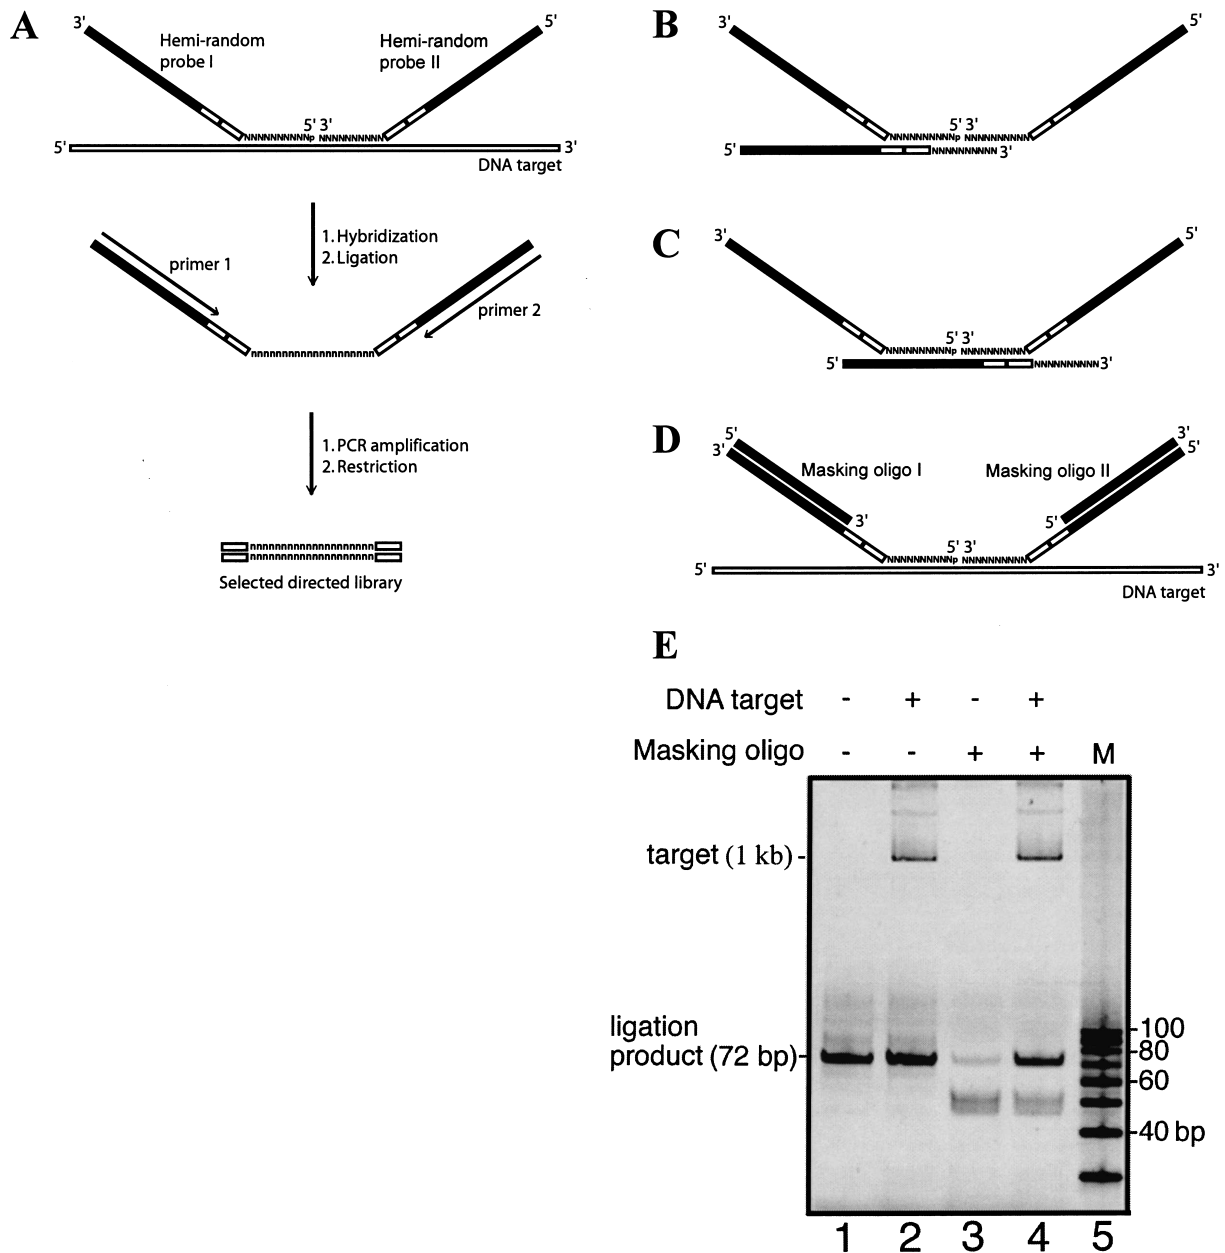 A
3'
5'
Hemi-random
probe I
Hemi-random
probe II
5' 3'
NNNNNNNNNNp NNNNNNNNNN
5'
3'
DNA target
1. Hybridization
2. Ligation
primer 1
primer 2
nnnnnnnnnnnnnnnnnnnn
1. PCR amplification
2. Restriction
nnnnnnnnnnnnnnnnnnnn
nnnnnnnnnnnnnnnnnnnn
Selected directed library
B
3'
5'
5' 3'
NNNNNNNNNNp NNNNNNNNNN
5'
NNNNNNNNNN 3'
C
3'
5'
5' 3'
NNNNNNNNNNp NNNNNNNNNN
5'
NNNNNNNNNN 3'
D
5'
3'
3'
5'
Masking oligo I
Masking oligo II
3'
5'
5' 3'
NNNNNNNNNNp NNNNNNNNNN
5'
3'
DNA target
E
DNA target - + - +
Masking oligo - - + + M
target (1 kb) -
ligation
product (72 bp) -
-100
-80
-60
-40 bp
1 2 3 4 5